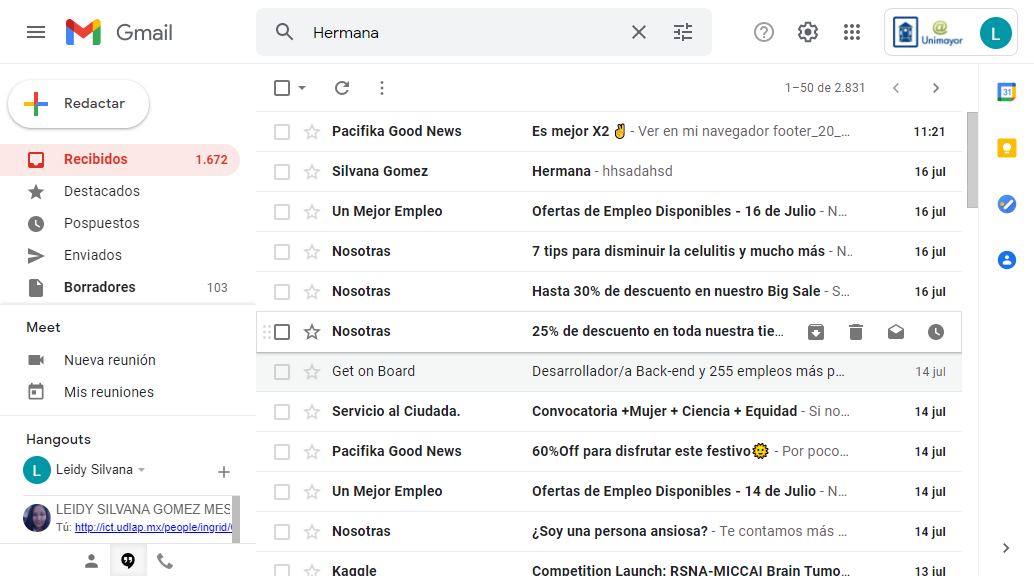 Gmail
Hermana
Unimayor
L
Redactar
1–50 de 2.831
Recibidos 1.672
Destacados
Pospuestos
Enviados
Borradores 103
Meet
Nueva reunión
Mis reuniones
Hangouts
L Leidy Silvana
LEIDY SILVANA GOMEZ MES
Tú: http://ict.udlap.mx/people/ingrid/
Pacifika Good News Es mejor X2 ✌ - Ver en mi navegador footer_20_... 11:21
Silvana Gomez Hermana - hhsadahsd 16 jul
Un Mejor Empleo Ofertas de Empleo Disponibles - 16 de Julio - N... 16 jul
Nosotras 7 tips para disminuir la celulitis y mucho más - N.. 16 jul
Nosotras Hasta 30% de descuento en nuestro Big Sale - S... 16 jul
Nosotras 25% de descuento en toda nuestra tie...
Get on Board Desarrollador/a Back-end y 255 empleos más p... 14 jul
Servicio al Ciudada. Convocatoria +Mujer + Ciencia + Equidad - Si no... 14 jul
Pacifika Good News 60%Off para disfrutar este festivo🌞 - Por poco... 14 jul
Un Mejor Empleo Ofertas de Empleo Disponibles - 14 de Julio - N... 14 jul
Nosotras ¿Soy una persona ansiosa? - Te contamos más ... 14 jul
Kaggle Competition Launch: RSNA-MICCAI Brain Tumo... 13 jul
31